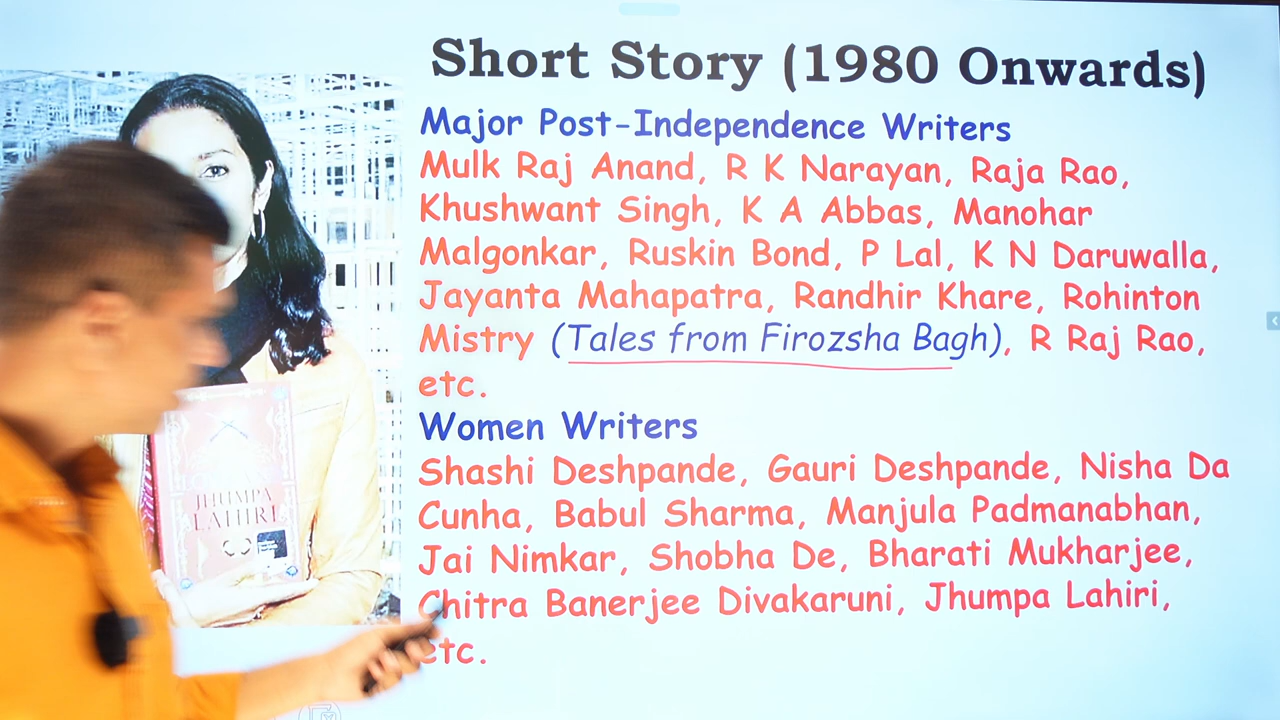 Short Story (1980 Onwards)
Major Post-Independence Writers
Mulk Raj Anand, R K Narayan, Raja Rao,
Khushwant Singh, K A Abbas, Manohar
Malgonkar, Ruskin Bond, P Lal, K N Daruwalla,
Jayanta Mahapatra, Randhir Khare, Rohinton
Mistry (Tales from Firozsha Bagh), R Raj Rao,
etc.
Women Writers
Shashi Deshpande, Gauri Deshpande, Nisha Da
Cunha, Babul Sharma, Manjula Padmanabhan,
Jai Nimkar, Shobha De, Bharati Mukharjee,
Chitra Banerjee Divakaruni, Jhumpa Lahiri,
etc.
JHUMPA
LAHIRI